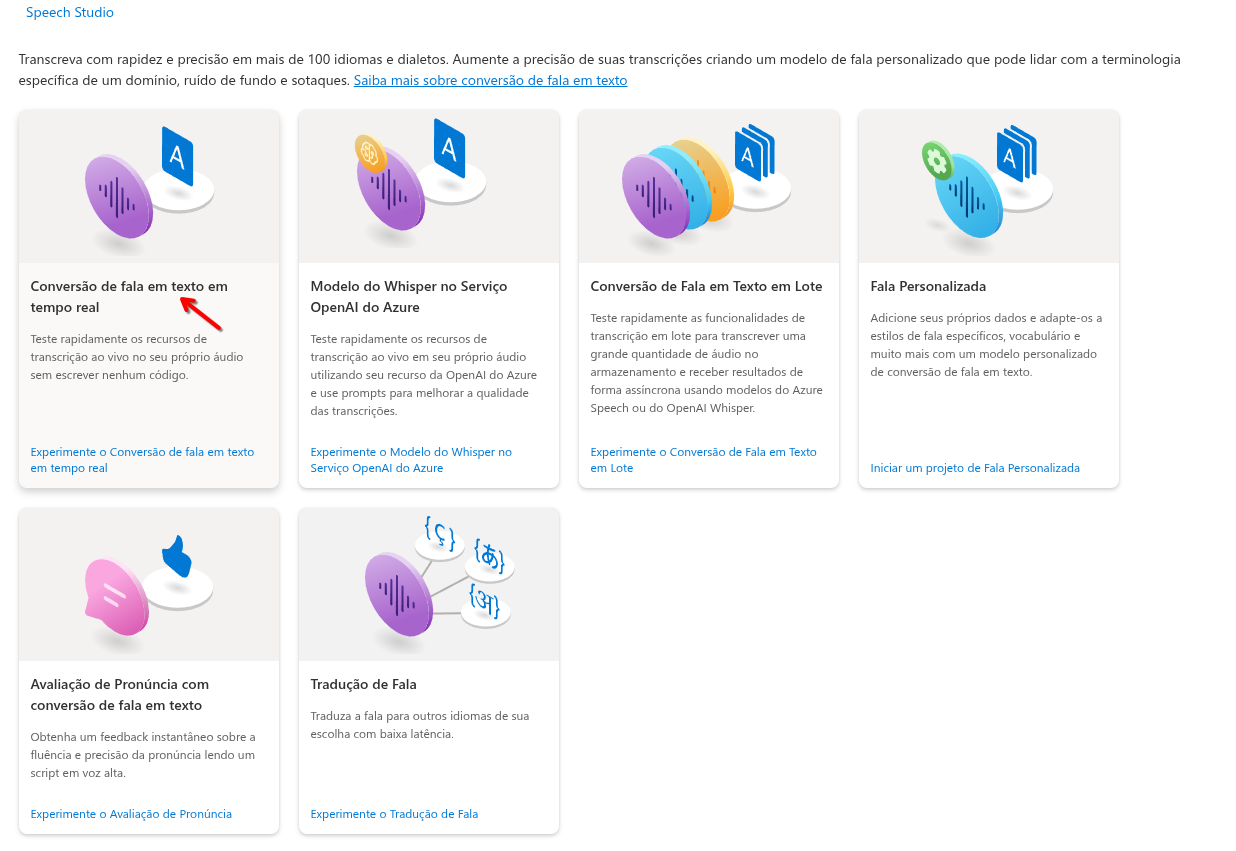 Speech Studio
Transcreva com rapidez e precisão em mais de 100 idiomas e dialetos. Aumente a precisão de suas transcrições criando um modelo de fala personalizado que pode lidar com a terminologia
específica de um domínio, ruído de fundo e sotaques. Saiba mais sobre conversão de fala em texto
A
Conversão de fala em texto em
tempo real
Teste rapidamente os recursos de
transcrição ao vivo no seu próprio áudio
sem escrever nenhum código.
Experimente o Conversão de fala em texto
em tempo real
A
Modelo do Whisper no Serviço
OpenAI do Azure
Teste rapidamente os recursos de
transcrição ao vivo em seu próprio áudio
utilizando seu recurso da OpenAI do Azure
e use prompts para melhorar a qualidade
das transcrições.
Experimente o Modelo do Whisper no
Serviço OpenAI do Azure
A
Conversão de Fala em Texto em Lote
Teste rapidamente as funcionalidades de
transcrição em lote para transcrever uma
grande quantidade de áudio no
armazenamento e receber resultados de
forma assíncrona usando modelos do Azure
Speech ou do OpenAI Whisper.
Experimente o Conversão de Fala em Texto
em Lote
A
Fala Personalizada
Adicione seus próprios dados e adapte-os a
estilos de fala específicos, vocabulário e
muito mais com um modelo personalizado
de conversão de fala em texto.
Iniciar um projeto de Fala Personalizada
Avaliação de Pronúncia com
conversão de fala em texto
Obtenha um feedback instantâneo sobre a
fluência e precisão da pronúncia lendo um
script em voz alta.
Experimente o Avaliação de Pronúncia
{ç}
{あ}
{अ}
Tradução de Fala
Traduza a fala para outros idiomas de sua
escolha com baixa latência.
Experimente o Tradução de Fala